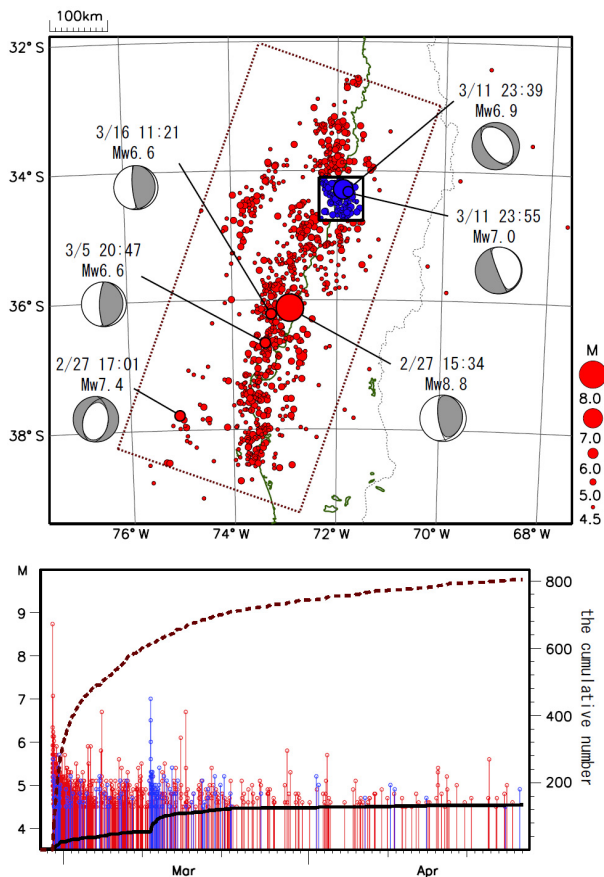 100km
32° S
34° S
36° S
38° S
3/11 23:39
Mw6.9
3/16 11:21
Mw6.6
3/11 23:55
Mw7.0
3/5 20:47
Mw6.6
2/27 17:01
Mw7.4
2/27 15:34
Mw8.8
M
8.0
7.0
6.0
5.0
4.5
76° W
74° W
72° W
70° W
68° W
M
9
8
7
6
5
4
800
600
400
200
the cumulative number
Mar
Apr